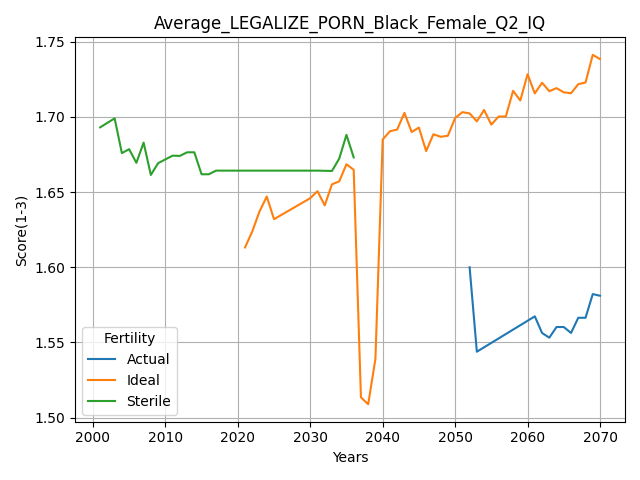 Average_LEGALIZE_PORN_Black_Female_Q2_IQ
Score(1-3)
1.75
1.70
1.65
1.60
1.55
1.50
Fertility
Actual
Ideal
Sterile
2000 2010 2020 2030 2040 2050 2060 2070
Years